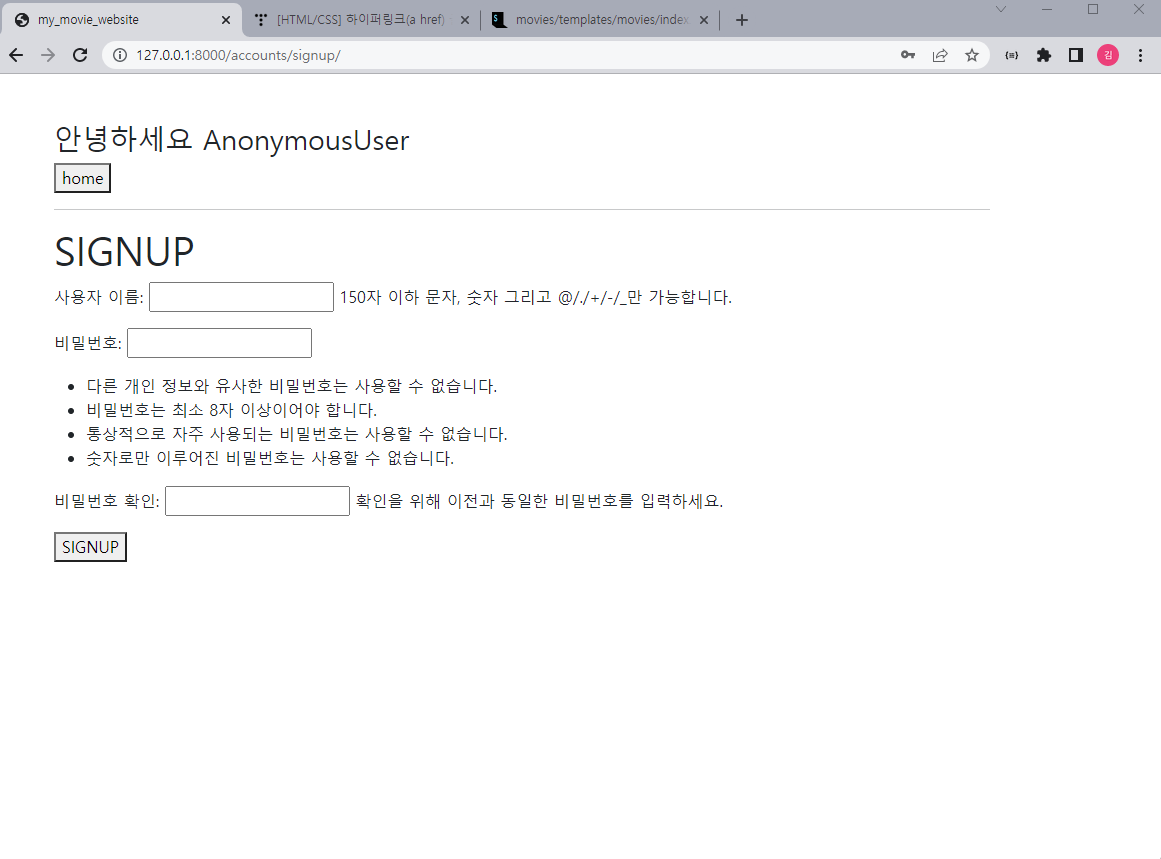 my_movie_website
[HTML/CSS] 하이퍼링크(a href)
movies/templates/movies/index.
127.0.0.1:8000/accounts/signup/
김
안녕하세요 AnonymousUser
home
SIGNUP
사용자 이름: 150자 이하 문자, 숫자 그리고 @/./+/-/_만 가능합니다.
비밀번호:
다른 개인 정보와 유사한 비밀번호는 사용할 수 없습니다.
비밀번호는 최소 8자 이상이어야 합니다.
통상적으로 자주 사용되는 비밀번호는 사용할 수 없습니다.
숫자로만 이루어진 비밀번호는 사용할 수 없습니다.
비밀번호 확인: 확인을 위해 이전과 동일한 비밀번호를 입력하세요.
SIGNUP